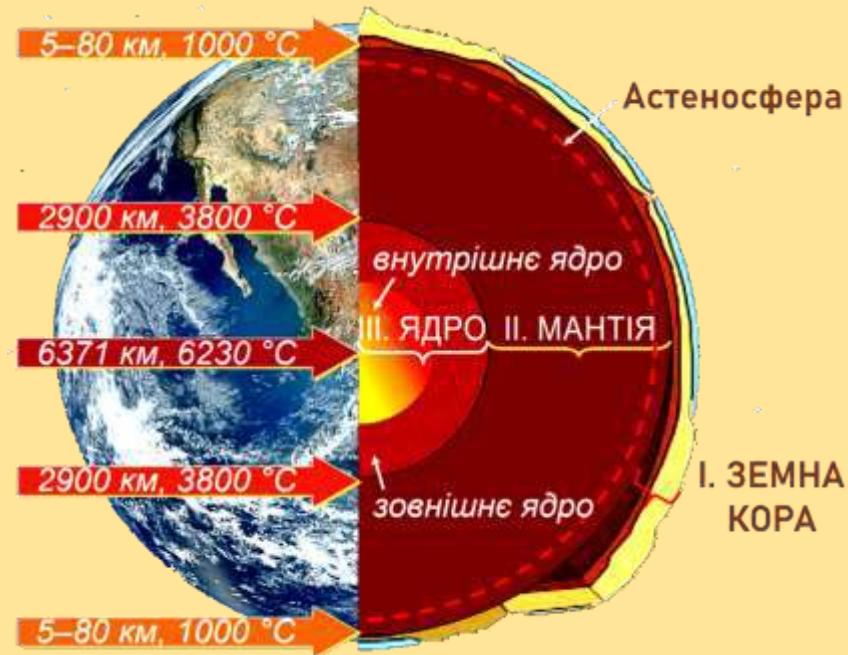 5–80 км, 1000 °C
Астеносфера
2900 км, 3800 °C
внутрішнє ядро
III. ЯДРО II. МАНТІЯ
6371 км, 6230 °C
2900 км, 3800 °C
I. ЗЕМНА
КОРА
зовнішнє ядро
5–80 км, 1000 °C